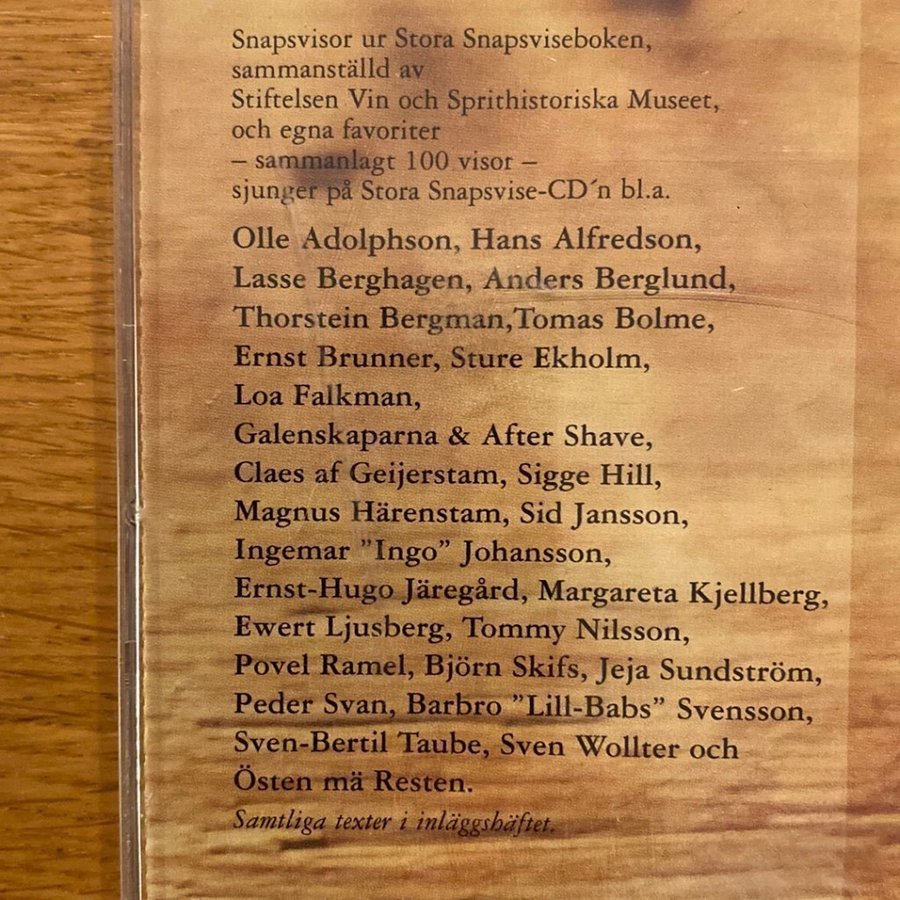 Snapsvisor ur Stora Snapsviseboken,
sammanställd av
Stiftelsen Vin och Sprithistoriska Museet,
och egna favoriter
– sammanlagt 100 visor –
sjunger på Stora Snapsvise-CD´n bl.a.
Olle Adolphson, Hans Alfredson,
Lasse Berghagen, Anders Berglund,
Thorstein Bergman,Tomas Bolme,
Ernst Brunner, Sture Ekholm,
Loa Falkman,
Galenskaparna & After Shave,
Claes af Geijerstam, Sigge Hill,
Magnus Härenstam, Sid Jansson,
Ingemar ”Ingo” Johansson,
Ernst-Hugo Järegård, Margareta Kjellberg,
Ewert Ljusberg, Tommy Nilsson,
Povel Ramel, Björn Skifs, Jeja Sundström,
Peder Svan, Barbro ”Lill-Babs” Svensson,
Sven-Bertil Taube, Sven Wollter och
Östen mä Resten.
Samtliga texter i inläggshäftet.